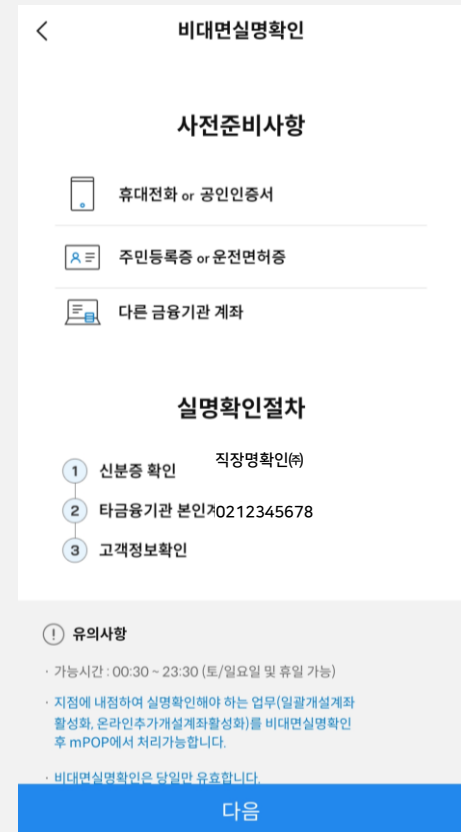 비대면실명확인
사전준비사항
휴대전화 or 공인인증서
주민등록증 or 운전면허증
다른 금융기관 계좌
실명확인절차
직장명확인㈜
1 신분증 확인
2 타금융기관 본인
0212345678
3 고객정보확인
유의사항
· 가능시간 : 00:30 ~ 23:30 (토/일요일 및 휴일 가능)
· 지점에 내점하여 실명확인해야 하는 업무(일괄개설계좌
활성화, 온라인추가개설계좌활성화)를 비대면실명확인
후 mPOP에서 처리가능합니다.
· 비대면실명확인은 당일만 유효합니다.
다음